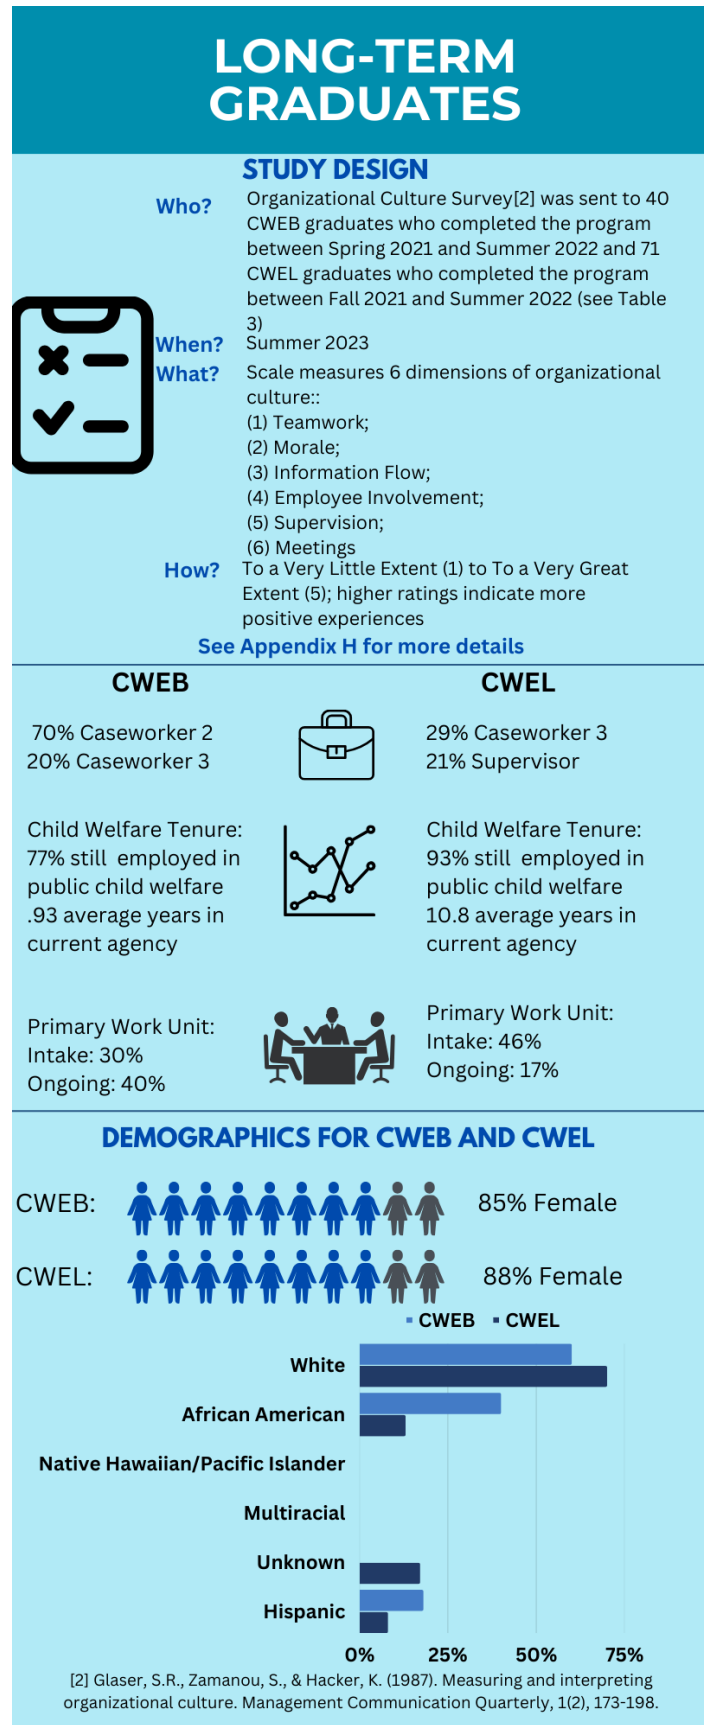 LONG-TERM
GRADUATES
STUDY DESIGN
Who?
Organizational Culture Survey[2] was sent to 40
CWEB graduates who completed the program
between Spring 2021 and Summer 2022 and 71
CWEL graduates who completed the program
between Fall 2021 and Summer 2022 (see Table
3)
When?
Summer 2023
What?
Scale measures 6 dimensions of organizational
culture::
(1) Teamwork;
(2) Morale;
(3) Information Flow;
(4) Employee Involvement;
(5) Supervision;
(6) Meetings
How?
To a Very Little Extent (1) to To a Very Great
Extent (5); higher ratings indicate more
positive experiences
See Appendix H for more details
CWEB
70% Caseworker 2
20% Caseworker 3
Child Welfare Tenure:
77% still employed in
public child welfare
.93 average years in
current agency
Primary Work Unit:
Intake: 30%
Ongoing: 40%
CWEL
29% Caseworker 3
21% Supervisor
Child Welfare Tenure:
93% still employed in
public child welfare
10.8 average years in
current agency
Primary Work Unit:
Intake: 46%
Ongoing: 17%
DEMOGRAPHICS FOR CWEB AND CWEL
CWEB:
85% Female
CWEL:
88% Female
CWEB CWEL
White
African American
Native Hawaiian/Pacific Islander
Multiracial
Unknown
Hispanic
0% 25% 50% 75%
[2] Glaser, S.R., Zamanou, S., & Hacker, K. (1987). Measuring and interpreting
organizational culture. Management Communication Quarterly, 1(2), 173-198.